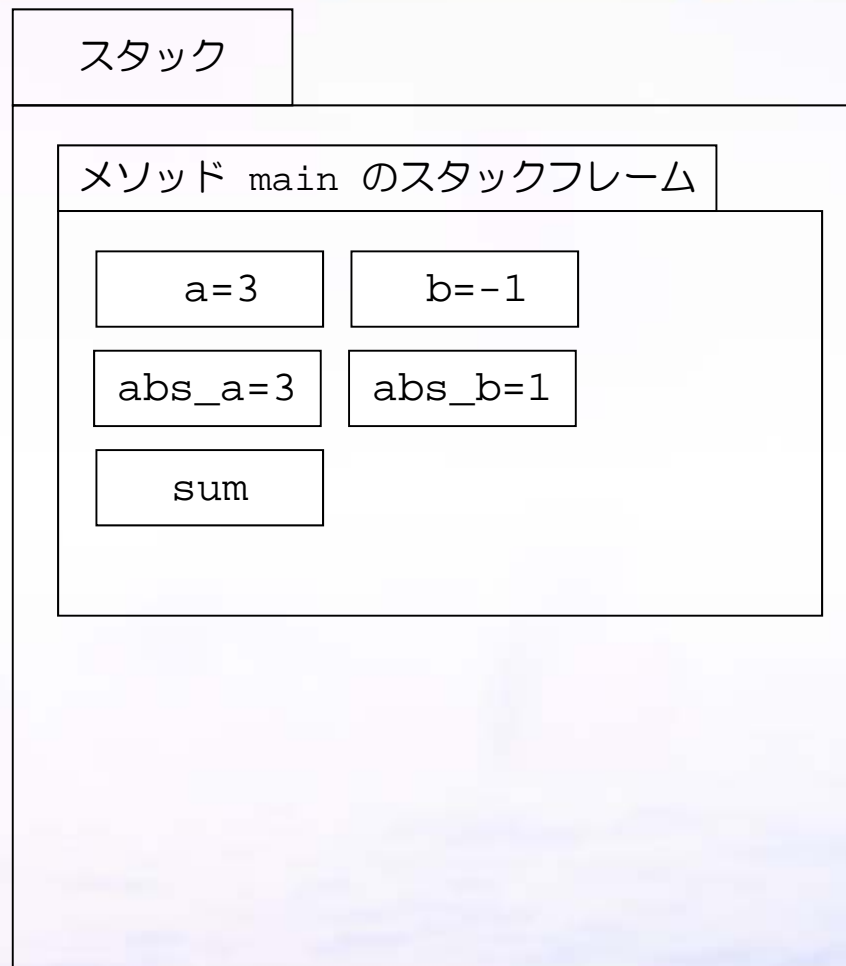 スタック
メソッド main のスタックフレーム
a=3 b=-1
abs_a=3 abs_b=1
sum